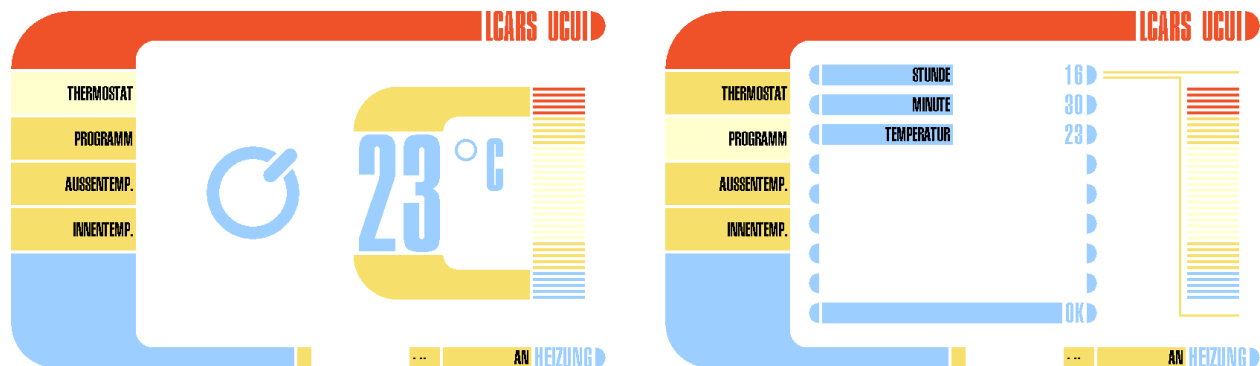 LCARS UCUI
THERMOSTAT
PROGRAMM
AUSSENTEMP.
INNENTEMP.
23 °C
- --
AN HEIZUNG
LCARS UCUI
THERMOSTAT
PROGRAMM
AUSSENTEMP.
INNENTEMP.
STUNDE 16
MINUTE 30
TEMPERATUR 23
OK
- --
AN HEIZUNG